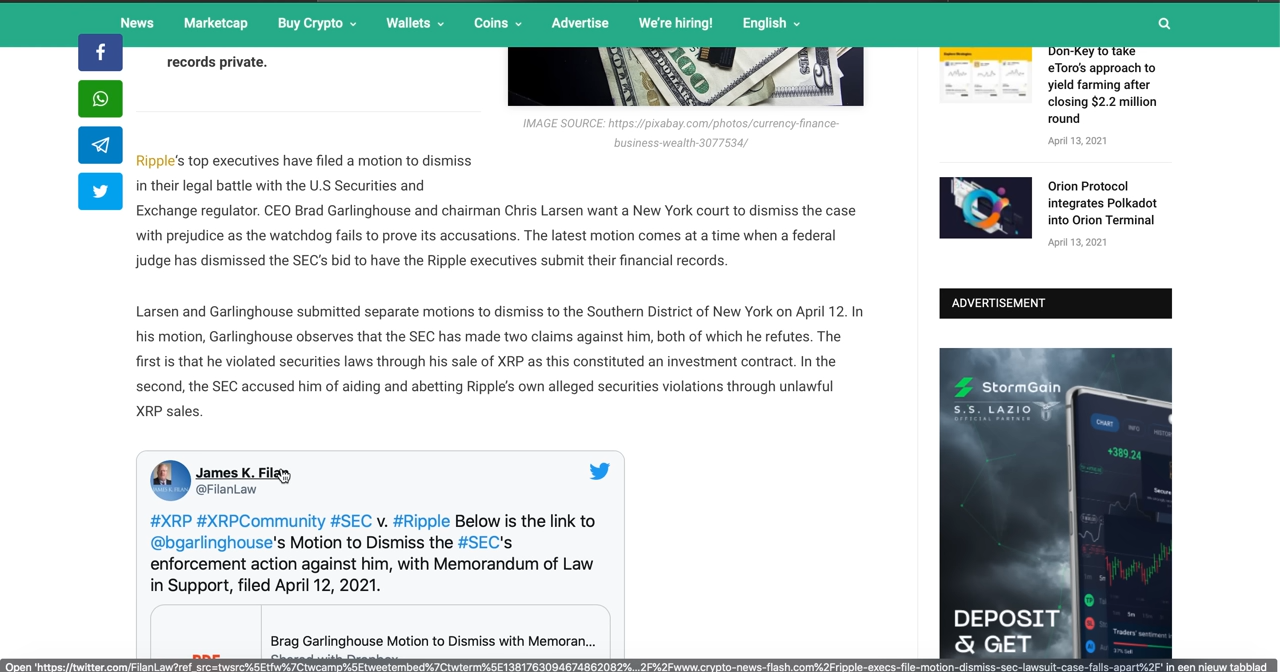 News Marketcap Buy Crypto Wallets Coins Advertise We're hiring! English
records private.
IMAGE SOURCE: https://pixabay.com/photos/currency-finance-
business-wealth-3077534/
Ripple's top executives have filed a motion to dismiss
in their legal battle with the U.S Securities and
Exchange regulator. CEO Brad Garlinghouse and chairman Chris Larsen want a New York court to dismiss the case
with prejudice as the watchdog fails to prove its accusations. The latest motion comes at a time when a federal
judge has dismissed the SEC's bid to have the Ripple executives submit their financial records.
Larsen and Garlinghouse submitted separate motions to dismiss to the Southern District of New York on April 12. In
his motion, Garlinghouse observes that the SEC has made two claims against him, both of which he refutes. The
first is that he violated securities laws through his sale of XRP as this constituted an investment contract. In the
second, the SEC accused him of aiding and abetting Ripple's own alleged securities violations through unlawful
XRP sales.
James K. Filan
@FilanLaw
#XRP #XRPCommunity #SEC v. #Ripple Below is the link to
@bgarlinghouse's Motion to Dismiss the #SEC's
enforcement action against him, with Memorandum of Law
in Support, filed April 12, 2021.
Brag Garlinghouse Motion to Dismiss with Memoran...
Shared with Dropbox
PDF
Don-Key to take
eToro's approach to
yield farming after
closing $2.2 million
round
April 13, 2021
Orion Protocol
integrates Polkadot
into Orion Terminal
April 13, 2021
ADVERTISEMENT
StormGain
S.S. LAZIO
OFFICIAL PARTNER
CHART
INFO
+389.24
Secure
Traders' sentiment
DEPOSIT
& GET
Open 'https://twitter.com/FilanLaw?ref_src=twsrc%5Etfw%7Ctwcamp%5Etweetembed%7Ctwterm%5E1381763094674862082%...2F%2Fwww.crypto-news-flash.com%2Fripple-execs-file-motion-dismiss-sec-lawsuit-case-falls-apart%2F' in een nieuw tabblad